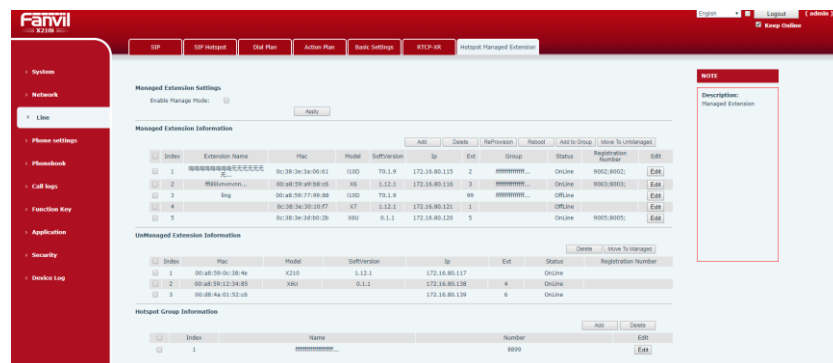 Fanvil
X210i
English
Logout
( admin )
Keep Online
SIP
SIP Hotspot
Dial Plan
Action Plan
Basic Settings
RTCP-XR
Hotspot Managed Extension
› System
› Network
› Line
› Phone settings
› Phonebook
› Call logs
› Function Key
› Application
› Security
› Device Log
Managed Extension Settings
Enable Manage Mode:
Apply
Managed Extension Information
Add Delete ReProvision Reboot Add to Group Move To UnManaged
Index Extension Name Mac Model SoftVersion Ip Ext Group Status Registration Number Edit
1 0c:38:3e:3a:06:61 i10D T0.1.9 172.16.80.115 2 OnLine 9002;8002; Edit
2 00:a8:59:a9:b8:c6 X6 1.12.1 172.16.80.116 3 OnLine 9003;8003; Edit
3 ling 00:a8:59:77:99:88 i10D T0.1.9 99 OffLine Edit
4 0c:38:3e:30:10:f7 X7 1.12.1 172.16.80.121 1 OffLine Edit
5 0c:38:3e:3d:b0:2b X6U 0.1.1 172.16.80.120 5 OnLine 9005;8005; Edit
UnManaged Extension Information
Delete Move To Managed
Index Mac Model SoftVersion Ip Ext Status Registration Number
1 00:a8:59:0c:38:4e X210 1.12.1 172.16.80.117 OnLine
2 00:a8:59:12:34:85 X6U 0.1.1 172.16.80.138 4 OnLine
3 00:d8:4a:01:52:c6 172.16.80.139 6 OnLine
Hotspot Group Information
Add Delete
Index Name Number Edit
1 9899 Edit
NOTE
Description:
Managed Extension